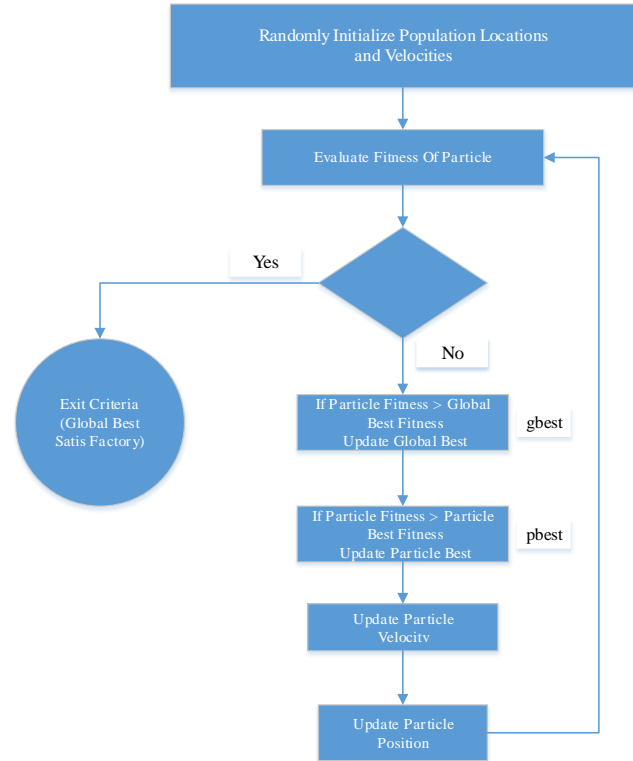 Randomly Initialize Population Locations
and Velocities
Evaluate Fitness Of Particle
Yes
No
Exit Criteria
(Global Best
Satis Factory)
If Particle Fitness > Global
Best Fitness
Update Global Best
gbest
If Particle Fitness > Particle
Best Fitness
Update Particle Best
pbest
Update Particle
Velocity
Update Particle
Position